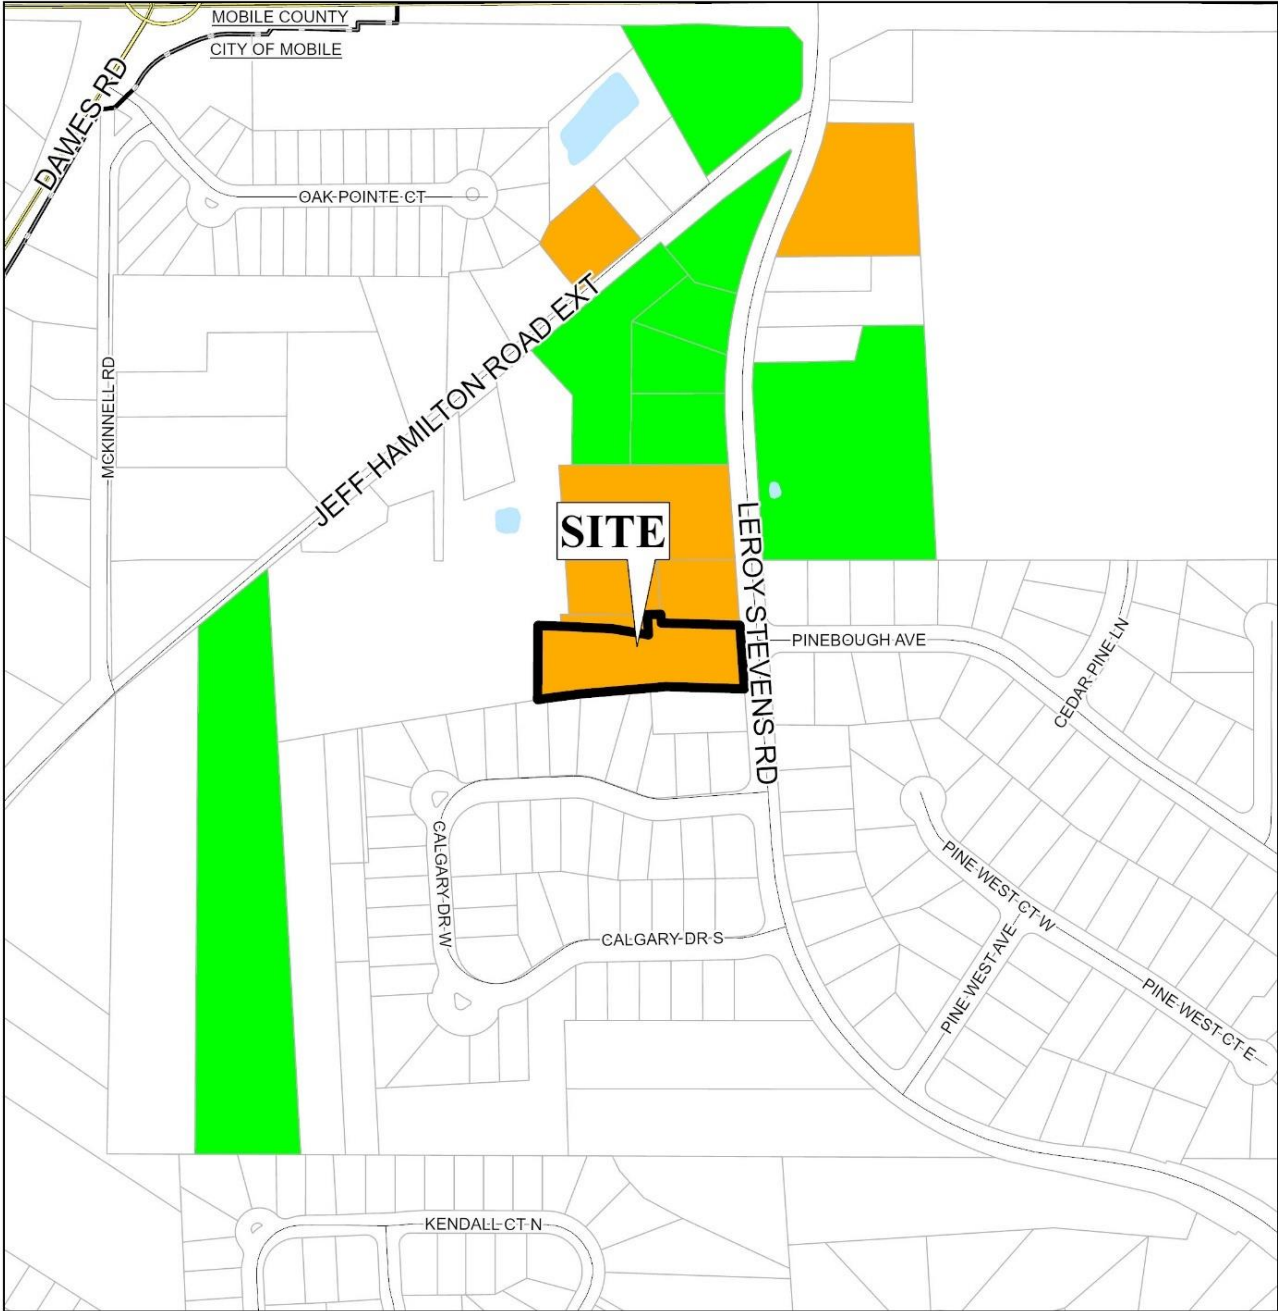 MOBILE COUNTY
CITY OF MOBILE
DAWES RD
OAK POINTE CT
JEFF HAMILTON ROAD EXT
MCKINNELL RD
SITE
LEROY STEVENS RD
PINEBOUGH AVE
CEDAR PINE LN
CALGARY DR W
PINE WEST CT W
CALGARY DR S
PINE WEST AVE
PINE WEST CT E
KENDALL CT N